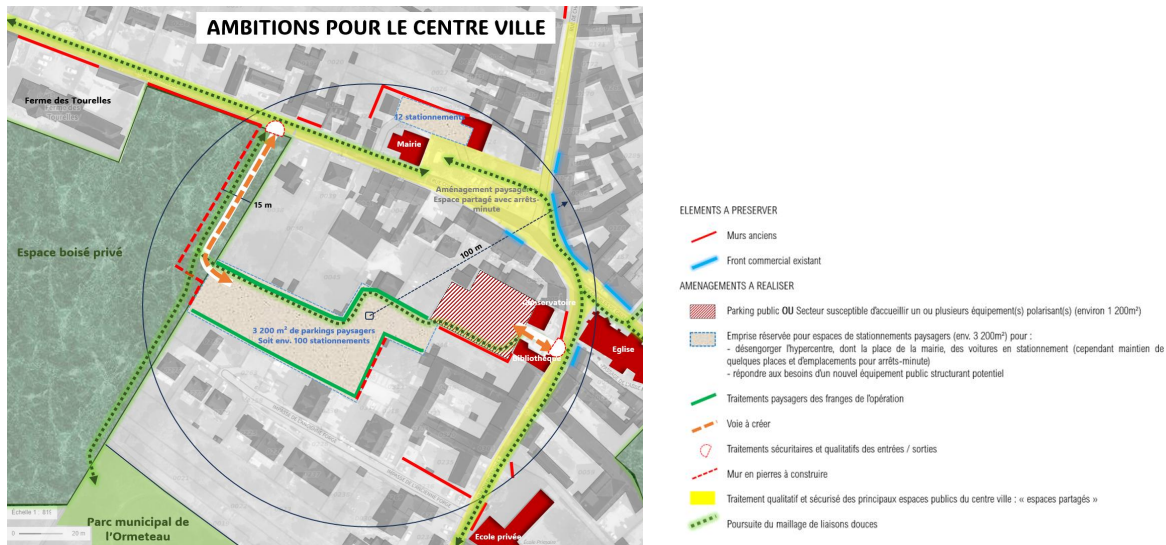 AMBITIONS POUR LE CENTRE VILLE
Ferme des Tourelles
12 stationnements
Mairie
Aménagement paysager
Espace partagé avec arrêts-
minute
15 m
100 m
Espace boisé privé
3 200 m² de parkings paysagers
Soit env. 100 stationnements
Conservatoire
Bibliothèque
Eglise
Ecole privée
Parc municipal de
l'Ormeteau
Echelle 1 : 815
0 20 m
ELEMENTS A PRESERVER
Murs anciens
Front commercial existant
AMENAGEMENTS A REALISER
Parking public OU Secteur susceptible d'accueillir un ou plusieurs équipement(s) polarisant(s) (environ 1 200m²)
Emprise réservée pour espaces de stationnements paysagers (env. 3 200m²) pour :
- désengorger l'hypercentre, dont la place de la mairie, des voitures en stationnement (cependant maintien de
quelques places et d'emplacements pour arrêts-minute)
- répondre aux besoins d'un nouvel équipement public structurant potentiel
Traitements paysagers des franges de l'opération
Voie à créer
Traitements sécuritaires et qualitatifs des entrées / sorties
Mur en pierres à construire
Traitement qualitatif et sécurisé des principaux espaces publics du centre ville : « espaces partagés »
Poursuite du maillage de liaisons douces